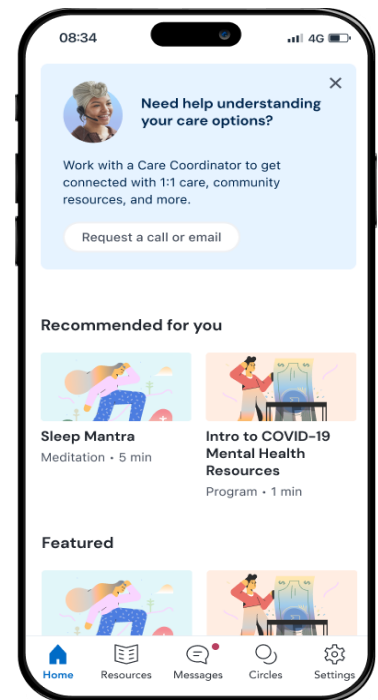 08:34
4G
Need help understanding
your care options?
Work with a Care Coordinator to get
connected with 1:1 care, community
resources, and more.
Request a call or email
Recommended for you
Sleep Mantra
Meditation • 5 min
Intro to COVID-19
Mental Health
Resources
Program • 1 min
Featured
Home
Resources
Messages
Circles
Settings